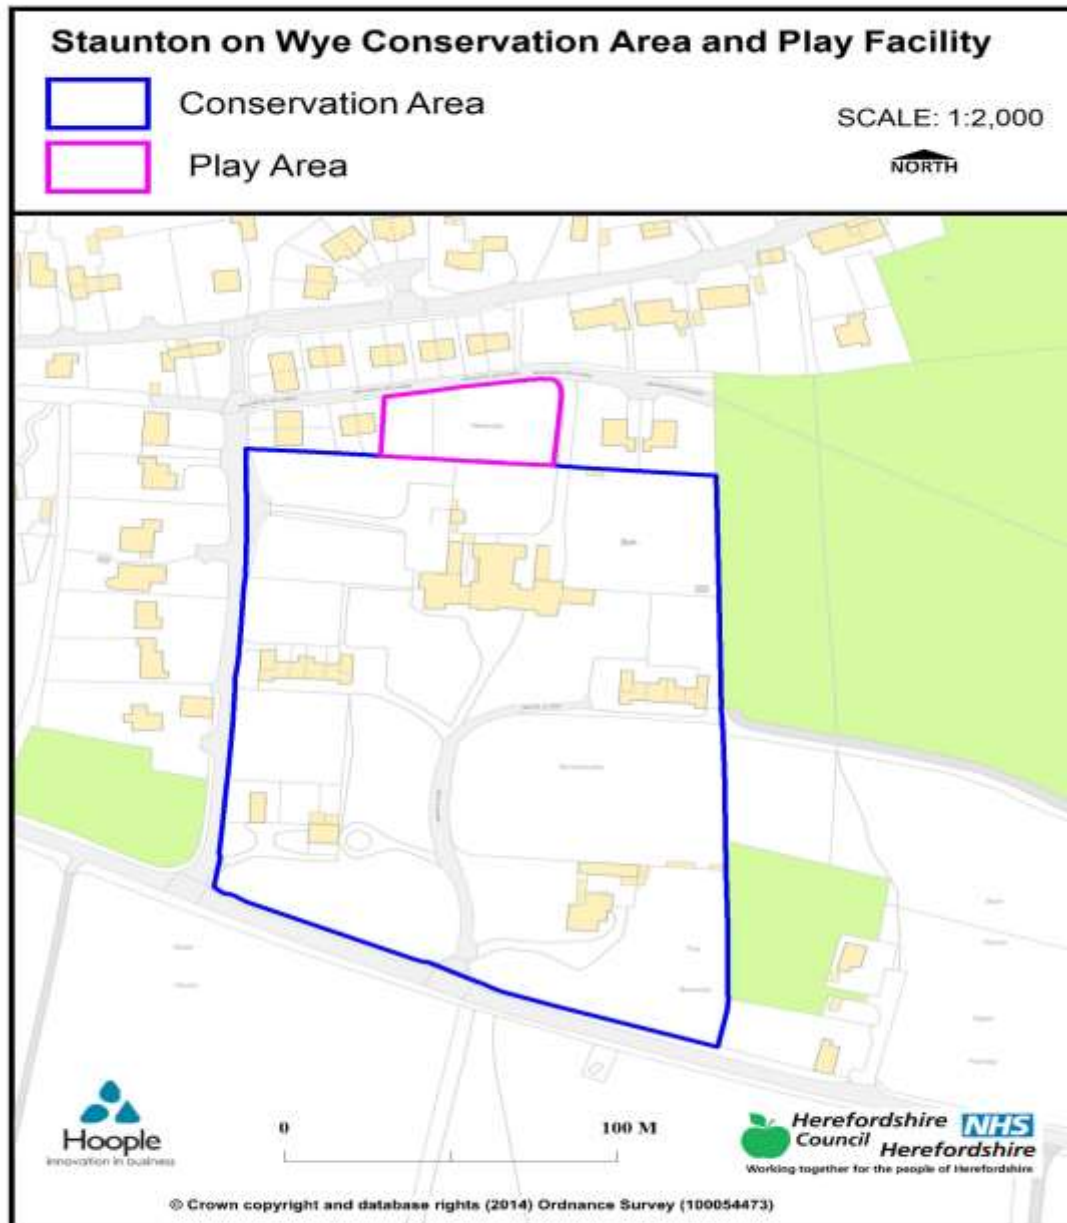 Staunton on Wye Conservation Area and Play Facility
Conservation Area
SCALE: 1:2,000
Play Area
NORTH
Hoople
Innovation in business
0 100 M
Herefordshire Council
NHS Herefordshire
Working together for the people of Herefordshire
© Crown copyright and database rights (2014) Ordnance Survey (100054473)